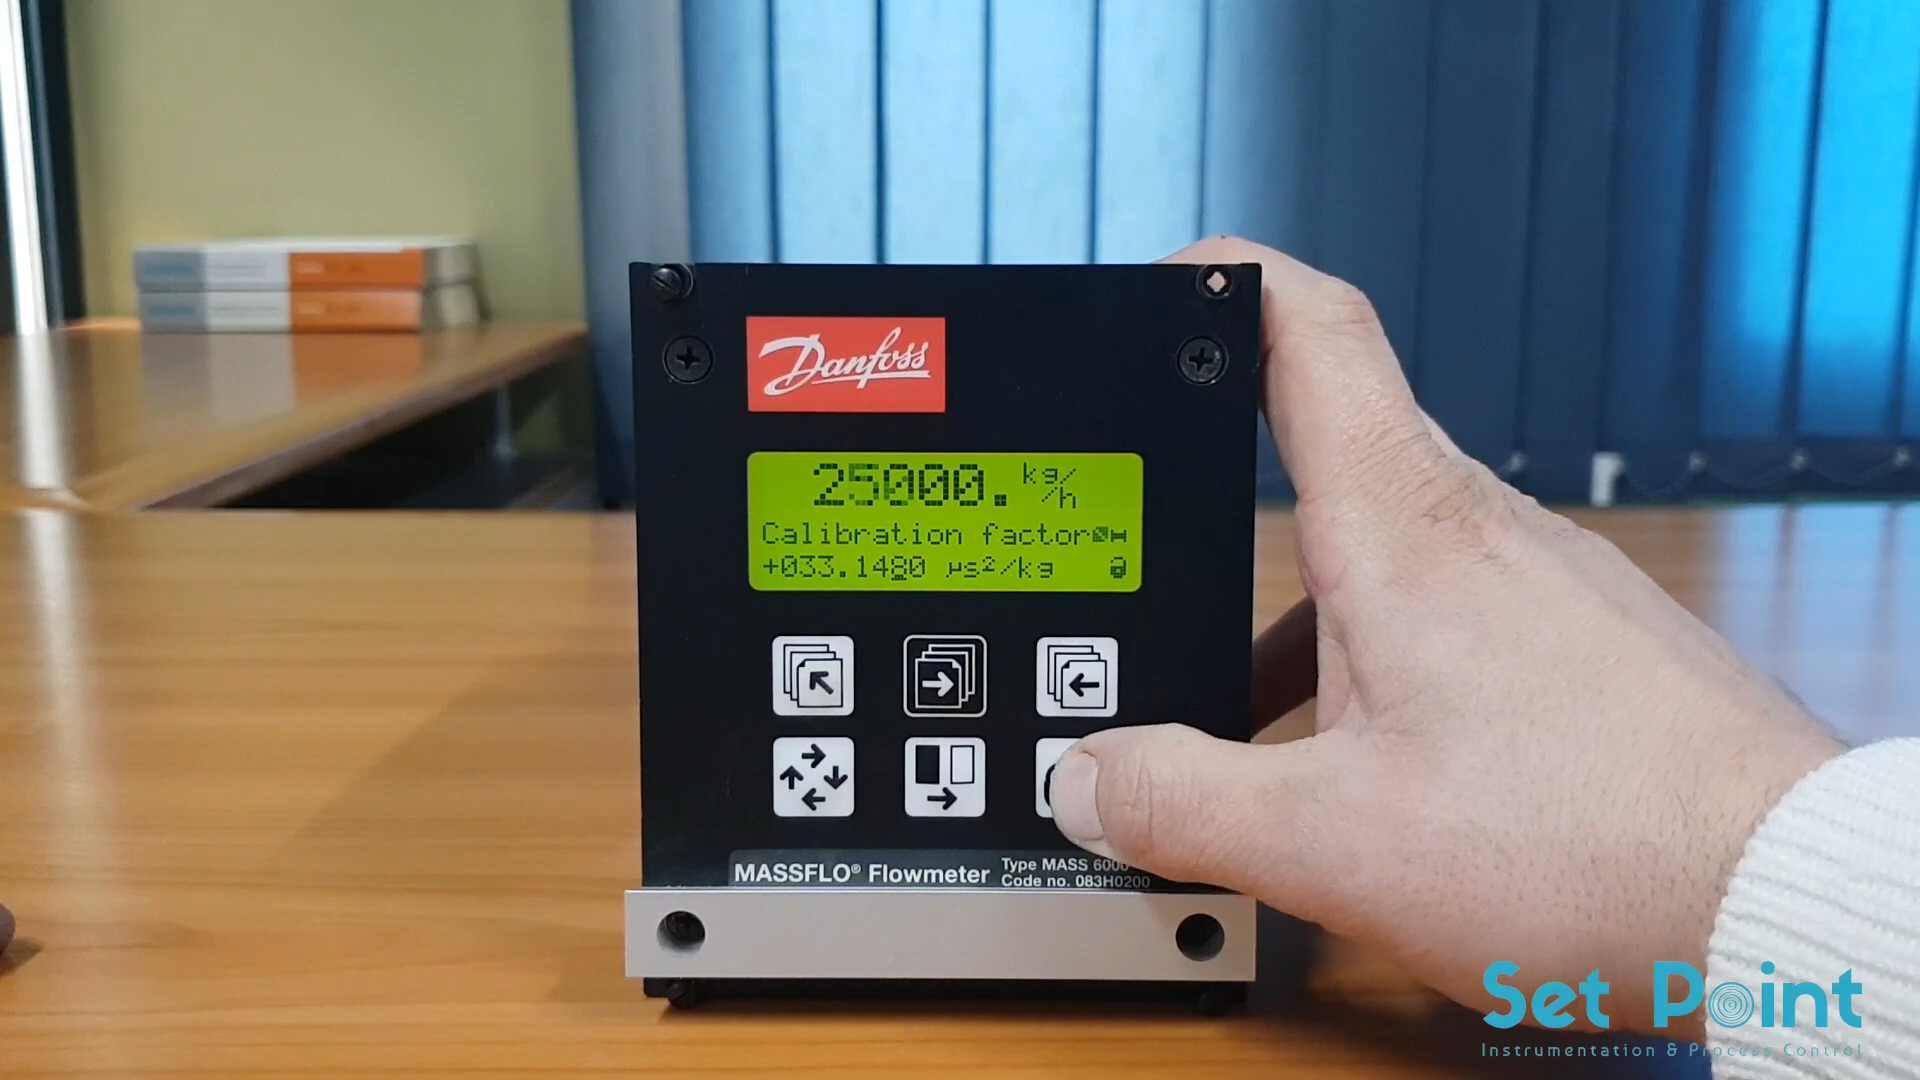 Danfoss
25000. kg/h
Calibration factor
+033.1480 µs²/kg
MASSFLO® Flowmeter
Type MASS 6000
Code no. 083H0200
Set Point
Instrumentation & Process Control